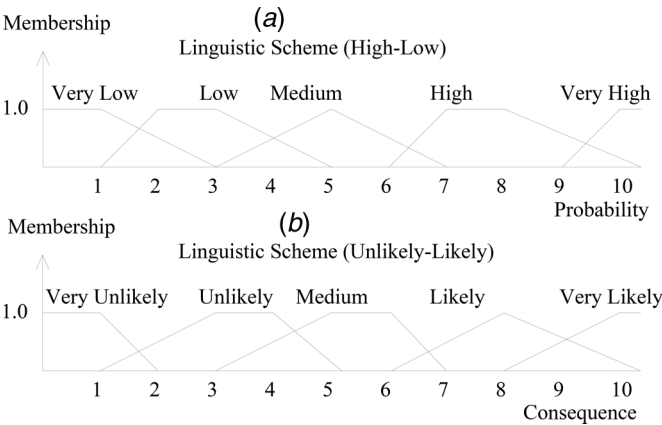 (a)
Membership
Linguistic Scheme (High-Low)
Very Low Low Medium High Very High
1.0
1 2 3 4 5 6 7 8 9 10
Probability
(b)
Membership
Linguistic Scheme (Unlikely-Likely)
Very Unlikely Unlikely Medium Likely Very Likely
1.0
1 2 3 4 5 6 7 8 9 10
Consequence